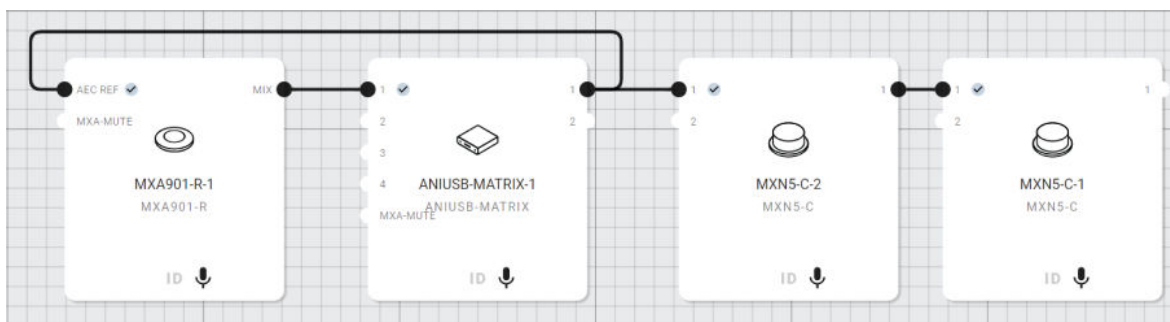 AEC REF
MIX
MXA-MUTE
MXA901-R-1
MXA901-R
ID
1
1
2
2
3
4
ANIUSB-MATRIX-1
MXA-MUTE
ANIUSB-MATRIX
ID
1
1
2
MXN5-C-2
MXN5-C
ID
1
1
2
MXN5-C-1
MXN5-C
ID